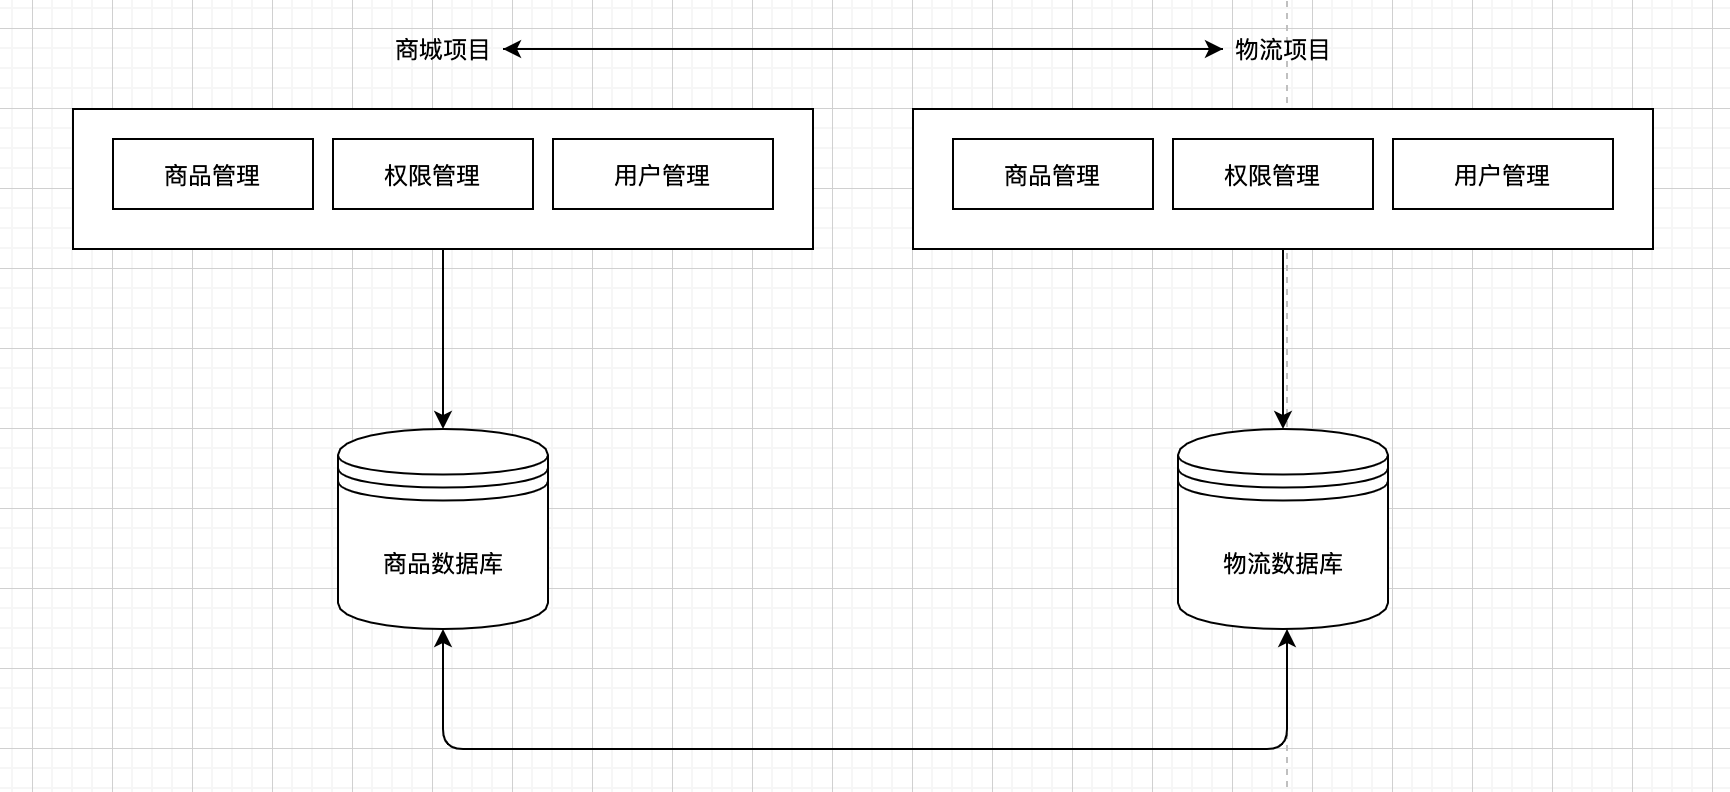 商城项目
物流项目
商品管理
权限管理
用户管理
商品管理
权限管理
用户管理
商品数据库
物流数据库